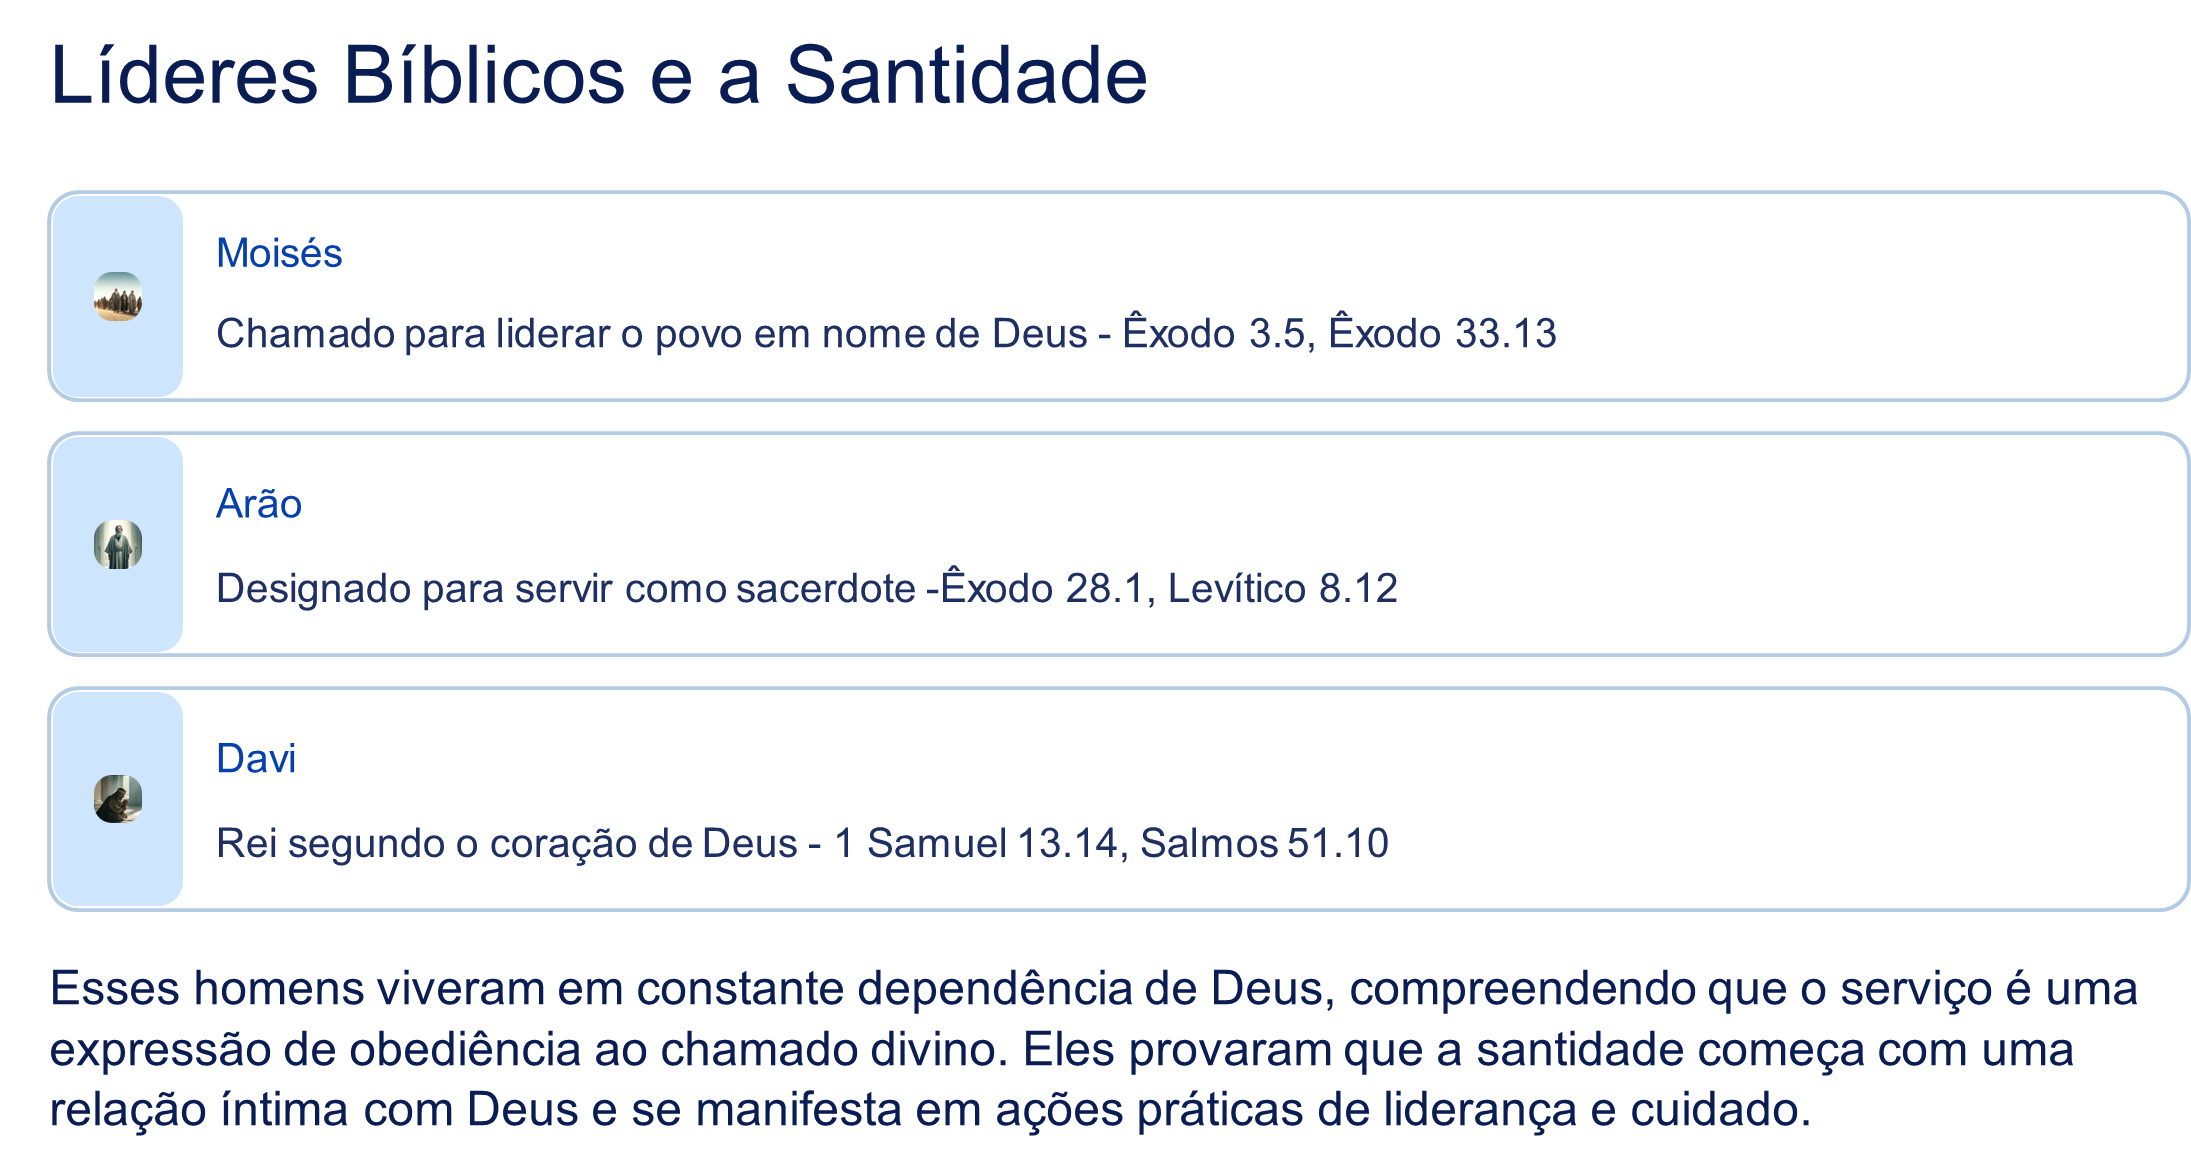 Líderes Bíblicos e a Santidade
Moisés
Chamado para liderar o povo em nome de Deus - Êxodo 3.5, Êxodo 33.13
Arão
Designado para servir como sacerdote -Êxodo 28.1, Levítico 8.12
Davi
Rei segundo o coração de Deus - 1 Samuel 13.14, Salmos 51.10
Esses homens viveram em constante dependência de Deus, compreendendo que o serviço é uma
expressão de obediência ao chamado divino. Eles provaram que a santidade começa com uma
relação íntima com Deus e se manifesta em ações práticas de liderança e cuidado.